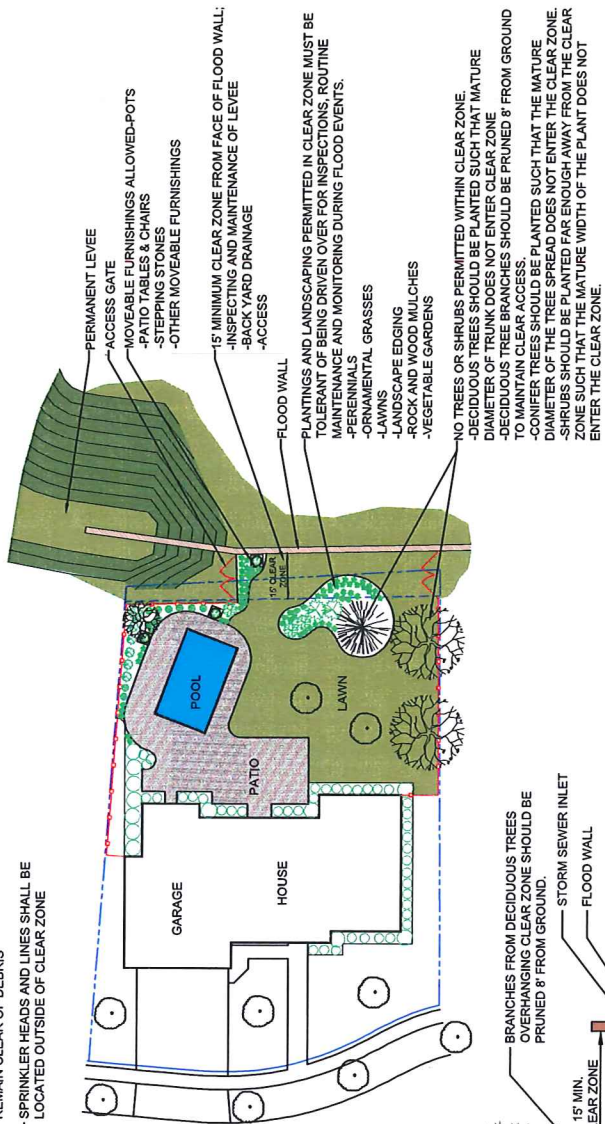 REMAIN CLEAR OF DEBRIS
- SPRINKLER HEADS AND LINES SHALL BE
LOCATED OUTSIDE OF CLEAR ZONE
PERMANENT LEVEE
ACCESS GATE
MOVEABLE FURNISHINGS ALLOWED-POTS
-PATIO TABLES & CHAIRS
-STEPPING STONES
-OTHER MOVEABLE FURNISHINGS
15' MINIMUM CLEAR ZONE FROM FACE OF FLOOD WALL;
-INSPECTING AND MAINTENANCE OF LEVEE
-BACK YARD DRAINAGE
-ACCESS
FLOOD WALL
PLANTINGS AND LANDSCAPING PERMITTED IN CLEAR ZONE MUST BE
TOLERANT OF BEING DRIVEN OVER FOR INSPECTIONS, ROUTINE
MAINTENANCE AND MONITORING DURING FLOOD EVENTS.
-PERENNIALS
-ORNAMENTAL GRASSES
-LAWNS
-LANDSCAPE EDGING
-ROCK AND WOOD MULCHES
-VEGETABLE GARDENS
NO TREES OR SHRUBS PERMITTED WITHIN CLEAR ZONE.
-DECIDUOUS TREES SHOULD BE PLANTED SUCH THAT MATURE
DIAMETER OF TRUNK DOES NOT ENTER CLEAR ZONE
-DECIDUOUS TREE BRANCHES SHOULD BE PRUNED 8' FROM GROUND
TO MAINTAIN CLEAR ACCESS.
-CONIFER TREES SHOULD BE PLANTED SUCH THAT THE MATURE
DIAMETER OF THE TREE SPREAD DOES NOT ENTER THE CLEAR ZONE.
-SHRUBS SHOULD BE PLANTED FAR ENOUGH AWAY FROM THE CLEAR
ZONE SUCH THAT THE MATURE WIDTH OF THE PLANT DOES NOT
ENTER THE CLEAR ZONE.
GARAGE
HOUSE
PATIO
POOL
LAWN
15' CLEAR
ZONE
BRANCHES FROM DECIDUOUS TREES
OVERHANGING CLEAR ZONE SHOULD BE
PRUNED 8' FROM GROUND.
STORM SEWER INLET
FLOOD WALL
15' MIN.
EAR ZONE